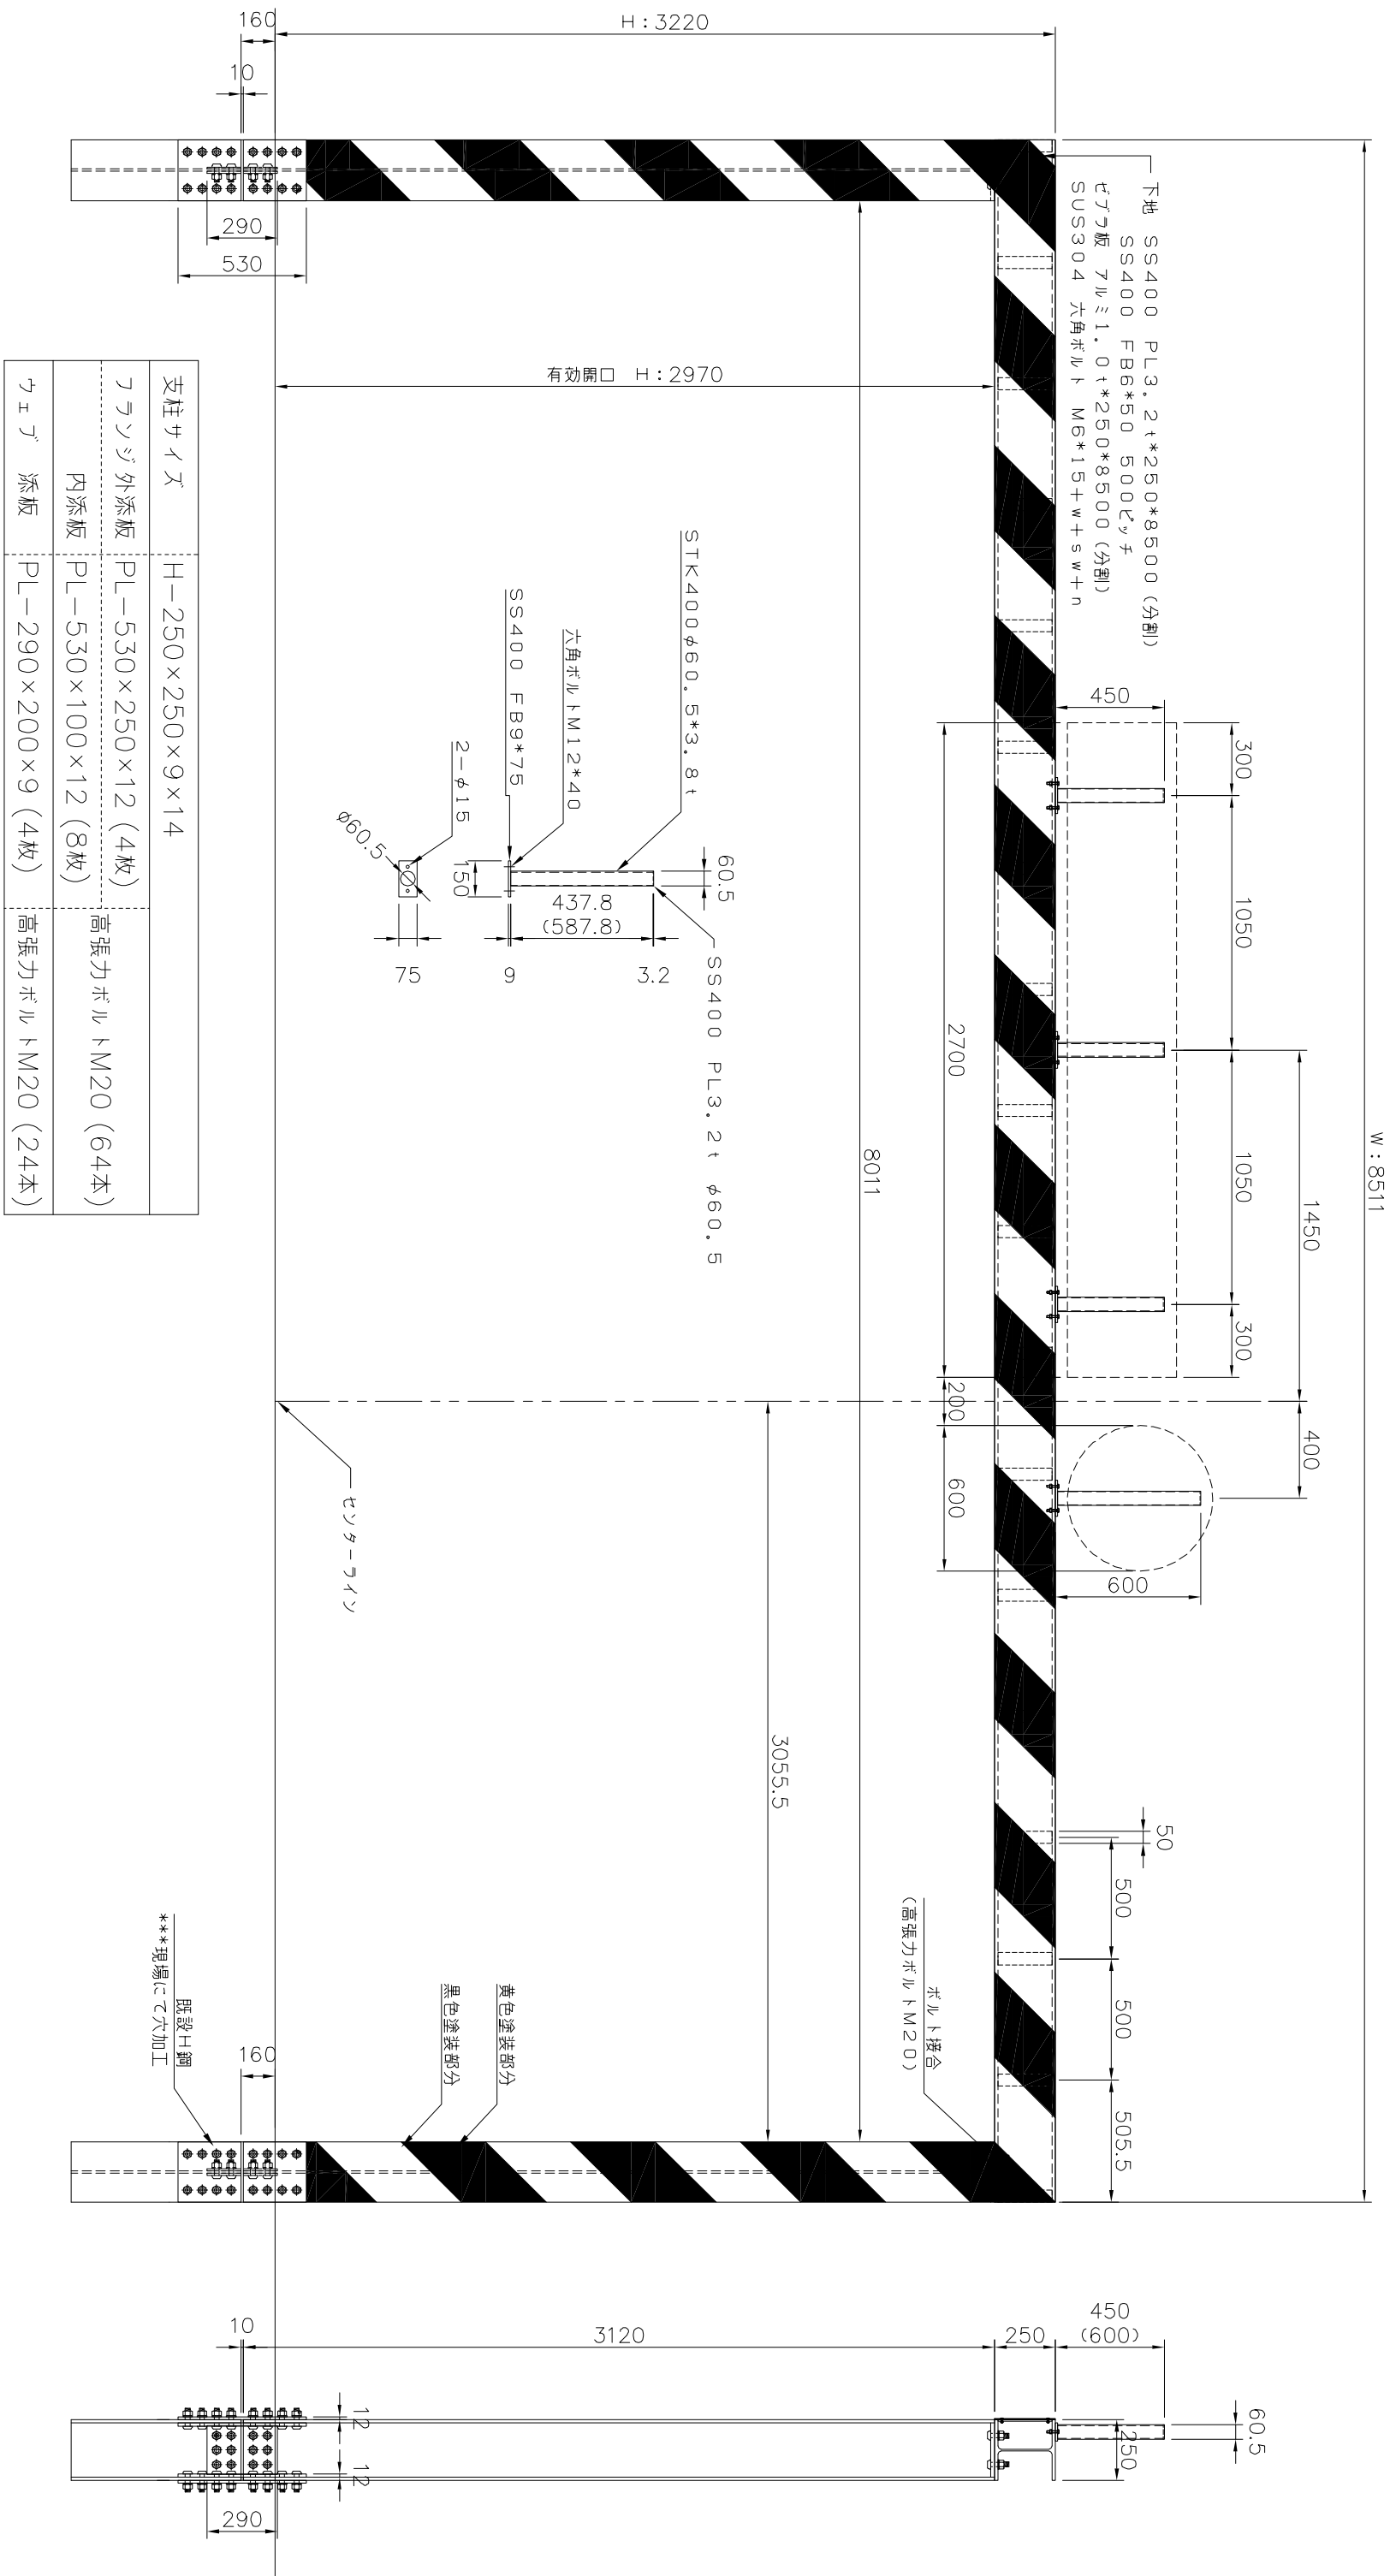 W：8511
1450
400
300
1050
1050
300
450
600
50
500
500
505.5
2700
200
600
下地　SS400　PL3.2t*250*8500（分割）
SS400　FB6*50　500ピッチ
ゼブラ板　アルミ1.0t*250*8500（分割）
SUS304　六角ボルト　M6*15+w+sw+n
H：3220
160
10
290
530
有効開口　H：2970
8011
3055.5
STK400φ60.5*3.8t
六角ボルトM12*40
SS400　FB9*75
2-φ15
φ60.5
60.5
SS400　PL3.2t　φ60.5
150
437.8
(587.8)
75
9
3.2
センターライン
ボルト接合
（高張力ボルトM20）
黄色塗装部分
黒色塗装部分
既設H鋼
***現場にて穴加工
160
450
(600)
60.5
250
250
3120
10
12
12
290
支柱サイズ　H-250×250×9×14
フランジ外添板　PL-530×250×12（4枚）　高張力ボルトM20（64本）
内添板　PL-530×100×12（8枚）
ウェブ　添板　PL-290×200×9（4枚）　高張力ボルトM20（24本）